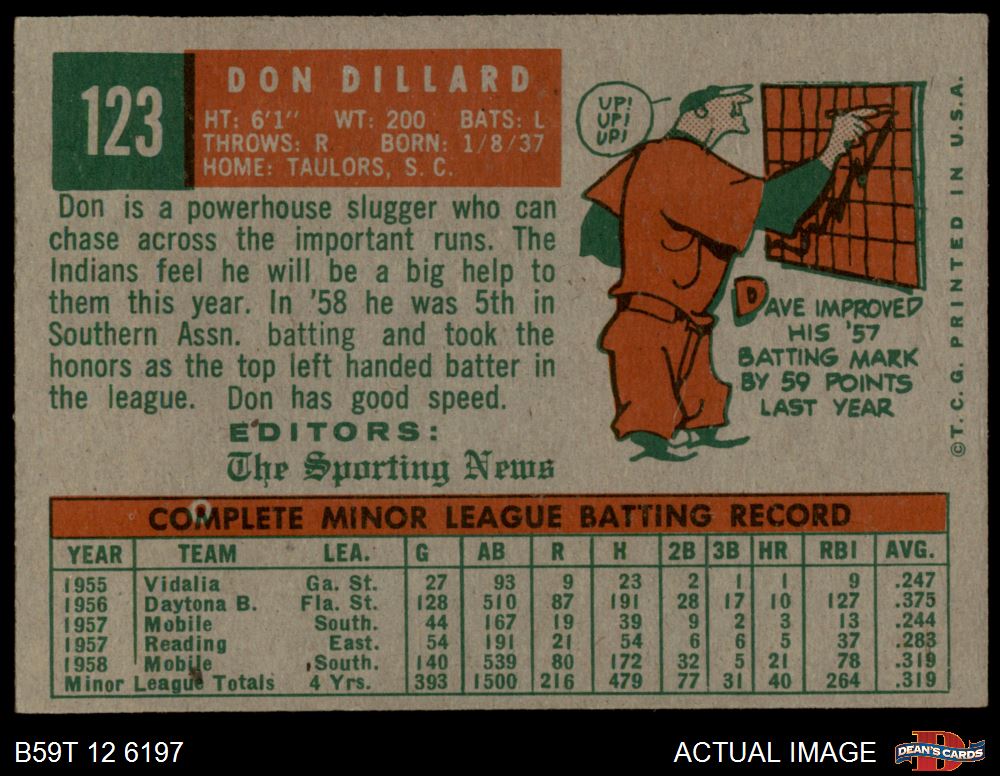 123
DON DILLARD
HT: 6'1" WT: 200 BATS: L
THROWS: R BORN: 1/8/37
HOME: TAULORS, S. C.
Don is a powerhouse slugger who can
chase across the important runs. The
Indians feel he will be a big help to
them this year. In '58 he was 5th in
Southern Assn. batting and took the
honors as the top left handed batter in
the league. Don has good speed.
EDITORS:
The Sporting News
UP!
UP!
UP!
DAVE IMPROVED
HIS '57
BATTING MARK
BY 59 POINTS
LAST YEAR
©T. C. G. PRINTED IN U.S.A.
COMPLETE MINOR LEAGUE BATTING RECORD
YEAR TEAM LEA. G AB R H 2B 3B HR RBI AVG.
1955 Vidalia Ga. St. 27 93 9 23 2 1 1 9 .247
1956 Daytona B. Fla. St. 128 510 87 191 28 17 10 127 .375
1957 Mobile South. 44 167 19 39 9 2 3 13 .244
1957 Reading East. 54 191 21 54 6 6 5 37 .283
1958 Mobile South. 140 539 80 172 32 5 21 78 .319
Minor League Totals 4 Yrs. 393 1500 216 479 77 31 40 264 .319
B59T 12 6197
ACTUAL IMAGE
DEAN'S CARDS